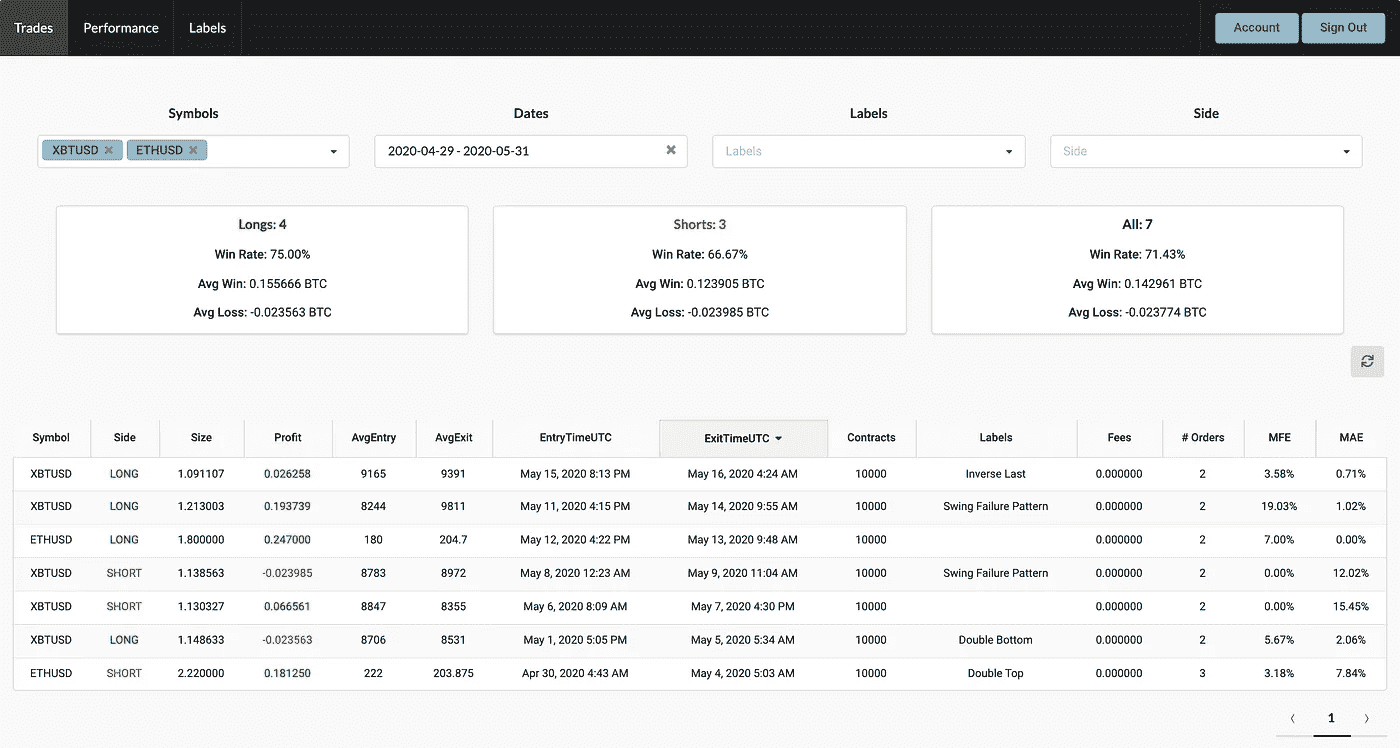 Trades Performance Labels Account Sign Out
Symbols Dates Labels Side
XBTUSD ETHUSD 2020-04-29 - 2020-05-31 Labels Side
Longs: 4 Shorts: 3 All: 7
Win Rate: 75.00% Win Rate: 66.67% Win Rate: 71.43%
Avg Win: 0.155666 BTC Avg Win: 0.123905 BTC Avg Win: 0.142961 BTC
Avg Loss: -0.023563 BTC Avg Loss: -0.023985 BTC Avg Loss: -0.023774 BTC
Symbol Side Size Profit AvgEntry AvgExit EntryTimeUTC ExitTimeUTC Contracts Labels Fees # Orders MFE MAE
XBTUSD LONG 1.091107 0.026258 9165 9391 May 15, 2020 8:13 PM May 16, 2020 4:24 AM 10000 Inverse Last 0.000000 2 3.58% 0.71%
XBTUSD LONG 1.213003 0.193739 8244 9811 May 11, 2020 4:15 PM May 14, 2020 9:55 AM 10000 Swing Failure Pattern 0.000000 2 19.03% 1.02%
ETHUSD LONG 1.800000 0.247000 180 204.7 May 12, 2020 4:22 PM May 13, 2020 9:48 AM 10000 0.000000 2 7.00% 0.00%
XBTUSD SHORT 1.138563 -0.023985 8783 8972 May 8, 2020 12:23 AM May 9, 2020 11:04 AM 10000 Swing Failure Pattern 0.000000 2 0.00% 12.02%
XBTUSD SHORT 1.130327 0.066561 8847 8355 May 6, 2020 8:09 AM May 7, 2020 4:30 PM 10000 0.000000 2 0.00% 15.45%
XBTUSD LONG 1.148633 -0.023563 8706 8531 May 1, 2020 5:05 PM May 5, 2020 5:34 AM 10000 Double Bottom 0.000000 2 5.67% 2.06%
ETHUSD SHORT 2.220000 0.181250 222 203.875 Apr 30, 2020 4:43 AM May 4, 2020 5:03 AM 10000 Double Top 0.000000 3 3.18% 7.84%
1